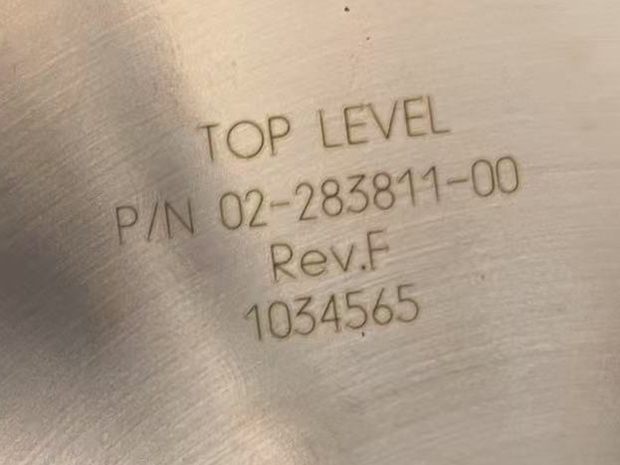 TOP LEVEL
P/N 02-283811-00
Rev.F
1034565